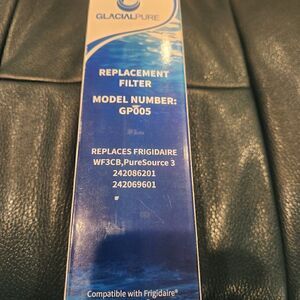 GLACIALPURE
REPLACEMENT
FILTER
MODEL NUMBER:
GP005
REPLACES FRIGIDAIRE
WF3CB,PureSource 3
242086201
242069601
Compatible with Frigidaire®